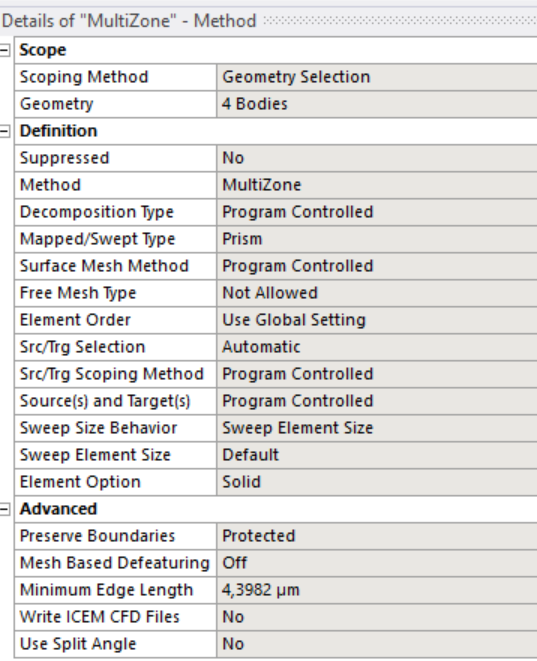 Details of "MultiZone" - Method
Scope
Scoping Method Geometry Selection
Geometry 4 Bodies
Definition
Suppressed No
Method MultiZone
Decomposition Type Program Controlled
Mapped/Swept Type Prism
Surface Mesh Method Program Controlled
Free Mesh Type Not Allowed
Element Order Use Global Setting
Src/Trg Selection Automatic
Src/Trg Scoping Method Program Controlled
Source(s) and Target(s) Program Controlled
Sweep Size Behavior Sweep Element Size
Sweep Element Size Default
Element Option Solid
Advanced
Preserve Boundaries Protected
Mesh Based Defeaturing Off
Minimum Edge Length 4,3982 µm
Write ICEM CFD Files No
Use Split Angle No